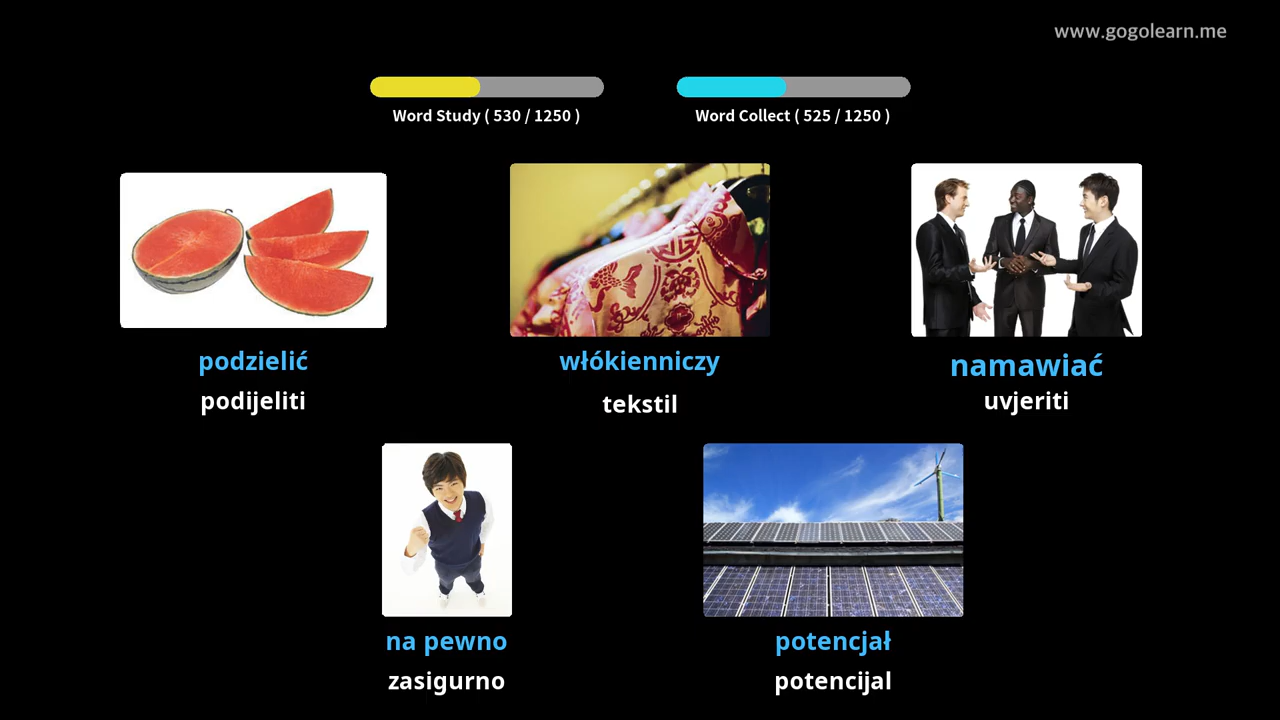 www.gogolearn.me
Word Study ( 530 / 1250 )
Word Collect ( 525 / 1250 )
podzielić
podijeliti
włókienniczy
tekstil
namawiać
uvjeriti
na pewno
zasigurno
potencjał
potencijal